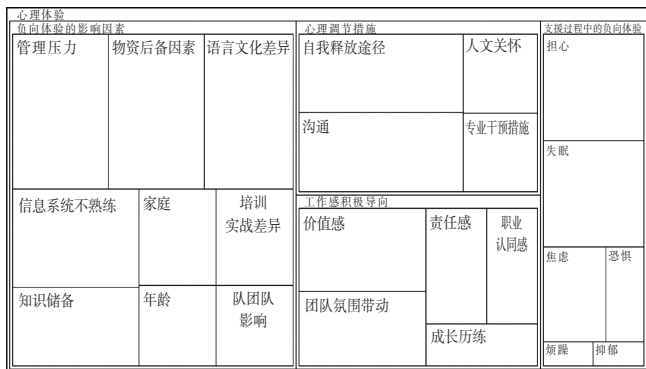 心理体验
负向体验的影响因素
管理压力
物资后备因素
语言文化差异
信息系统不熟练
家庭
培训
实战差异
知识储备
年龄
队团队
影响
心理调节措施
自我释放途径
人文关怀
沟通
专业干预措施
工作感积极导向
价值感
责任感
职业
认同感
团队氛围带动
成长历练
支援过程中的负向体验
担心
失眠
焦虑
恐惧
烦躁
抑郁